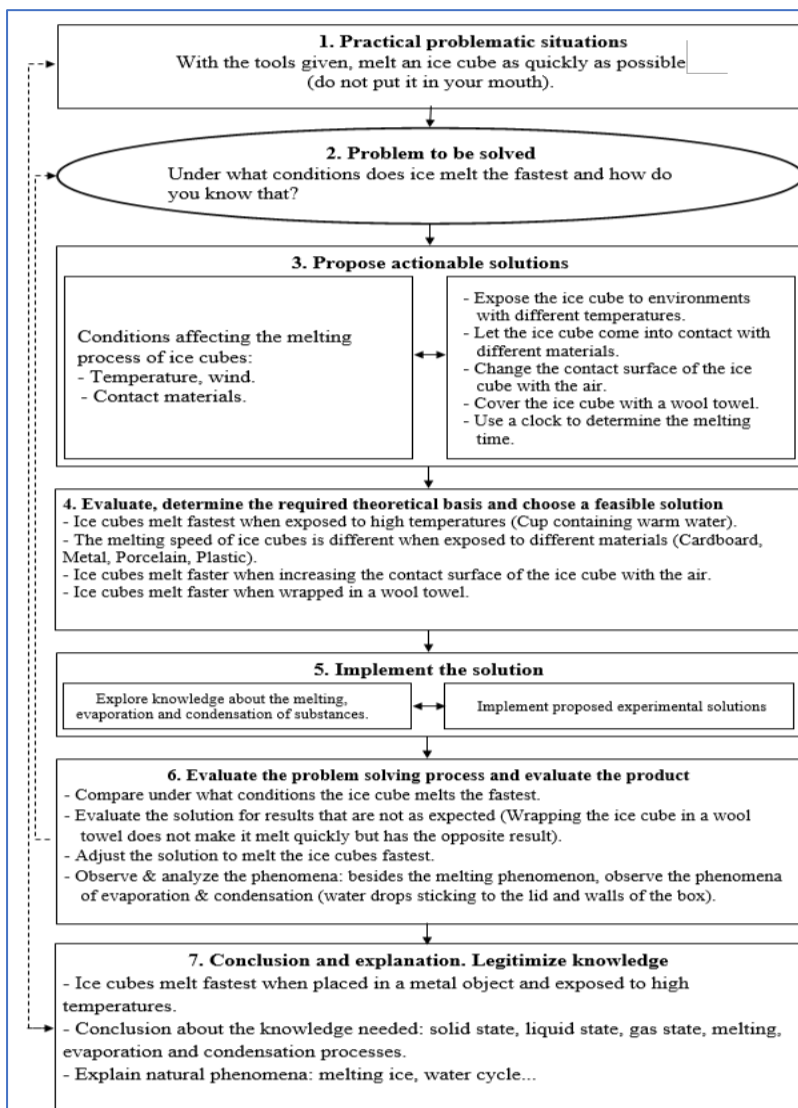 1. Practical problematic situations
With the tools given, melt an ice cube as quickly as possible
(do not put it in your mouth).
2. Problem to be solved
Under what conditions does ice melt the fastest and how do
you know that?
3. Propose actionable solutions
Conditions affecting the melting
process of ice cubes:
- Temperature, wind.
- Contact materials.
- Expose the ice cube to environments
with different temperatures.
- Let the ice cube come into contact with
different materials.
- Change the contact surface of the ice
cube with the air.
- Cover the ice cube with a wool towel.
- Use a clock to determine the melting
time.
4. Evaluate, determine the required theoretical basis and choose a feasible solution
- Ice cubes melt fastest when exposed to high temperatures (Cup containing warm water).
- The melting speed of ice cubes is different when exposed to different materials (Cardboard,
Metal, Porcelain, Plastic).
- Ice cubes melt faster when increasing the contact surface of the ice cube with the air.
- Ice cubes melt faster when wrapped in a wool towel.
5. Implement the solution
Explore knowledge about the melting,
evaporation and condensation of substances.
Implement proposed experimental solutions
6. Evaluate the problem solving process and evaluate the product
- Compare under what conditions the ice cube melts the fastest.
- Evaluate the solution for results that are not as expected (Wrapping the ice cube in a wool
towel does not make it melt quickly but has the opposite result).
- Adjust the solution to melt the ice cubes fastest.
- Observe & analyze the phenomena: besides the melting phenomenon, observe the phenomena
of evaporation & condensation (water drops sticking to the lid and walls of the box).
7. Conclusion and explanation. Legitimize knowledge
- Ice cubes melt fastest when placed in a metal object and exposed to high
temperatures.
- Conclusion about the knowledge needed: solid state, liquid state, gas state, melting,
evaporation and condensation processes.
- Explain natural phenomena: melting ice, water cycle...